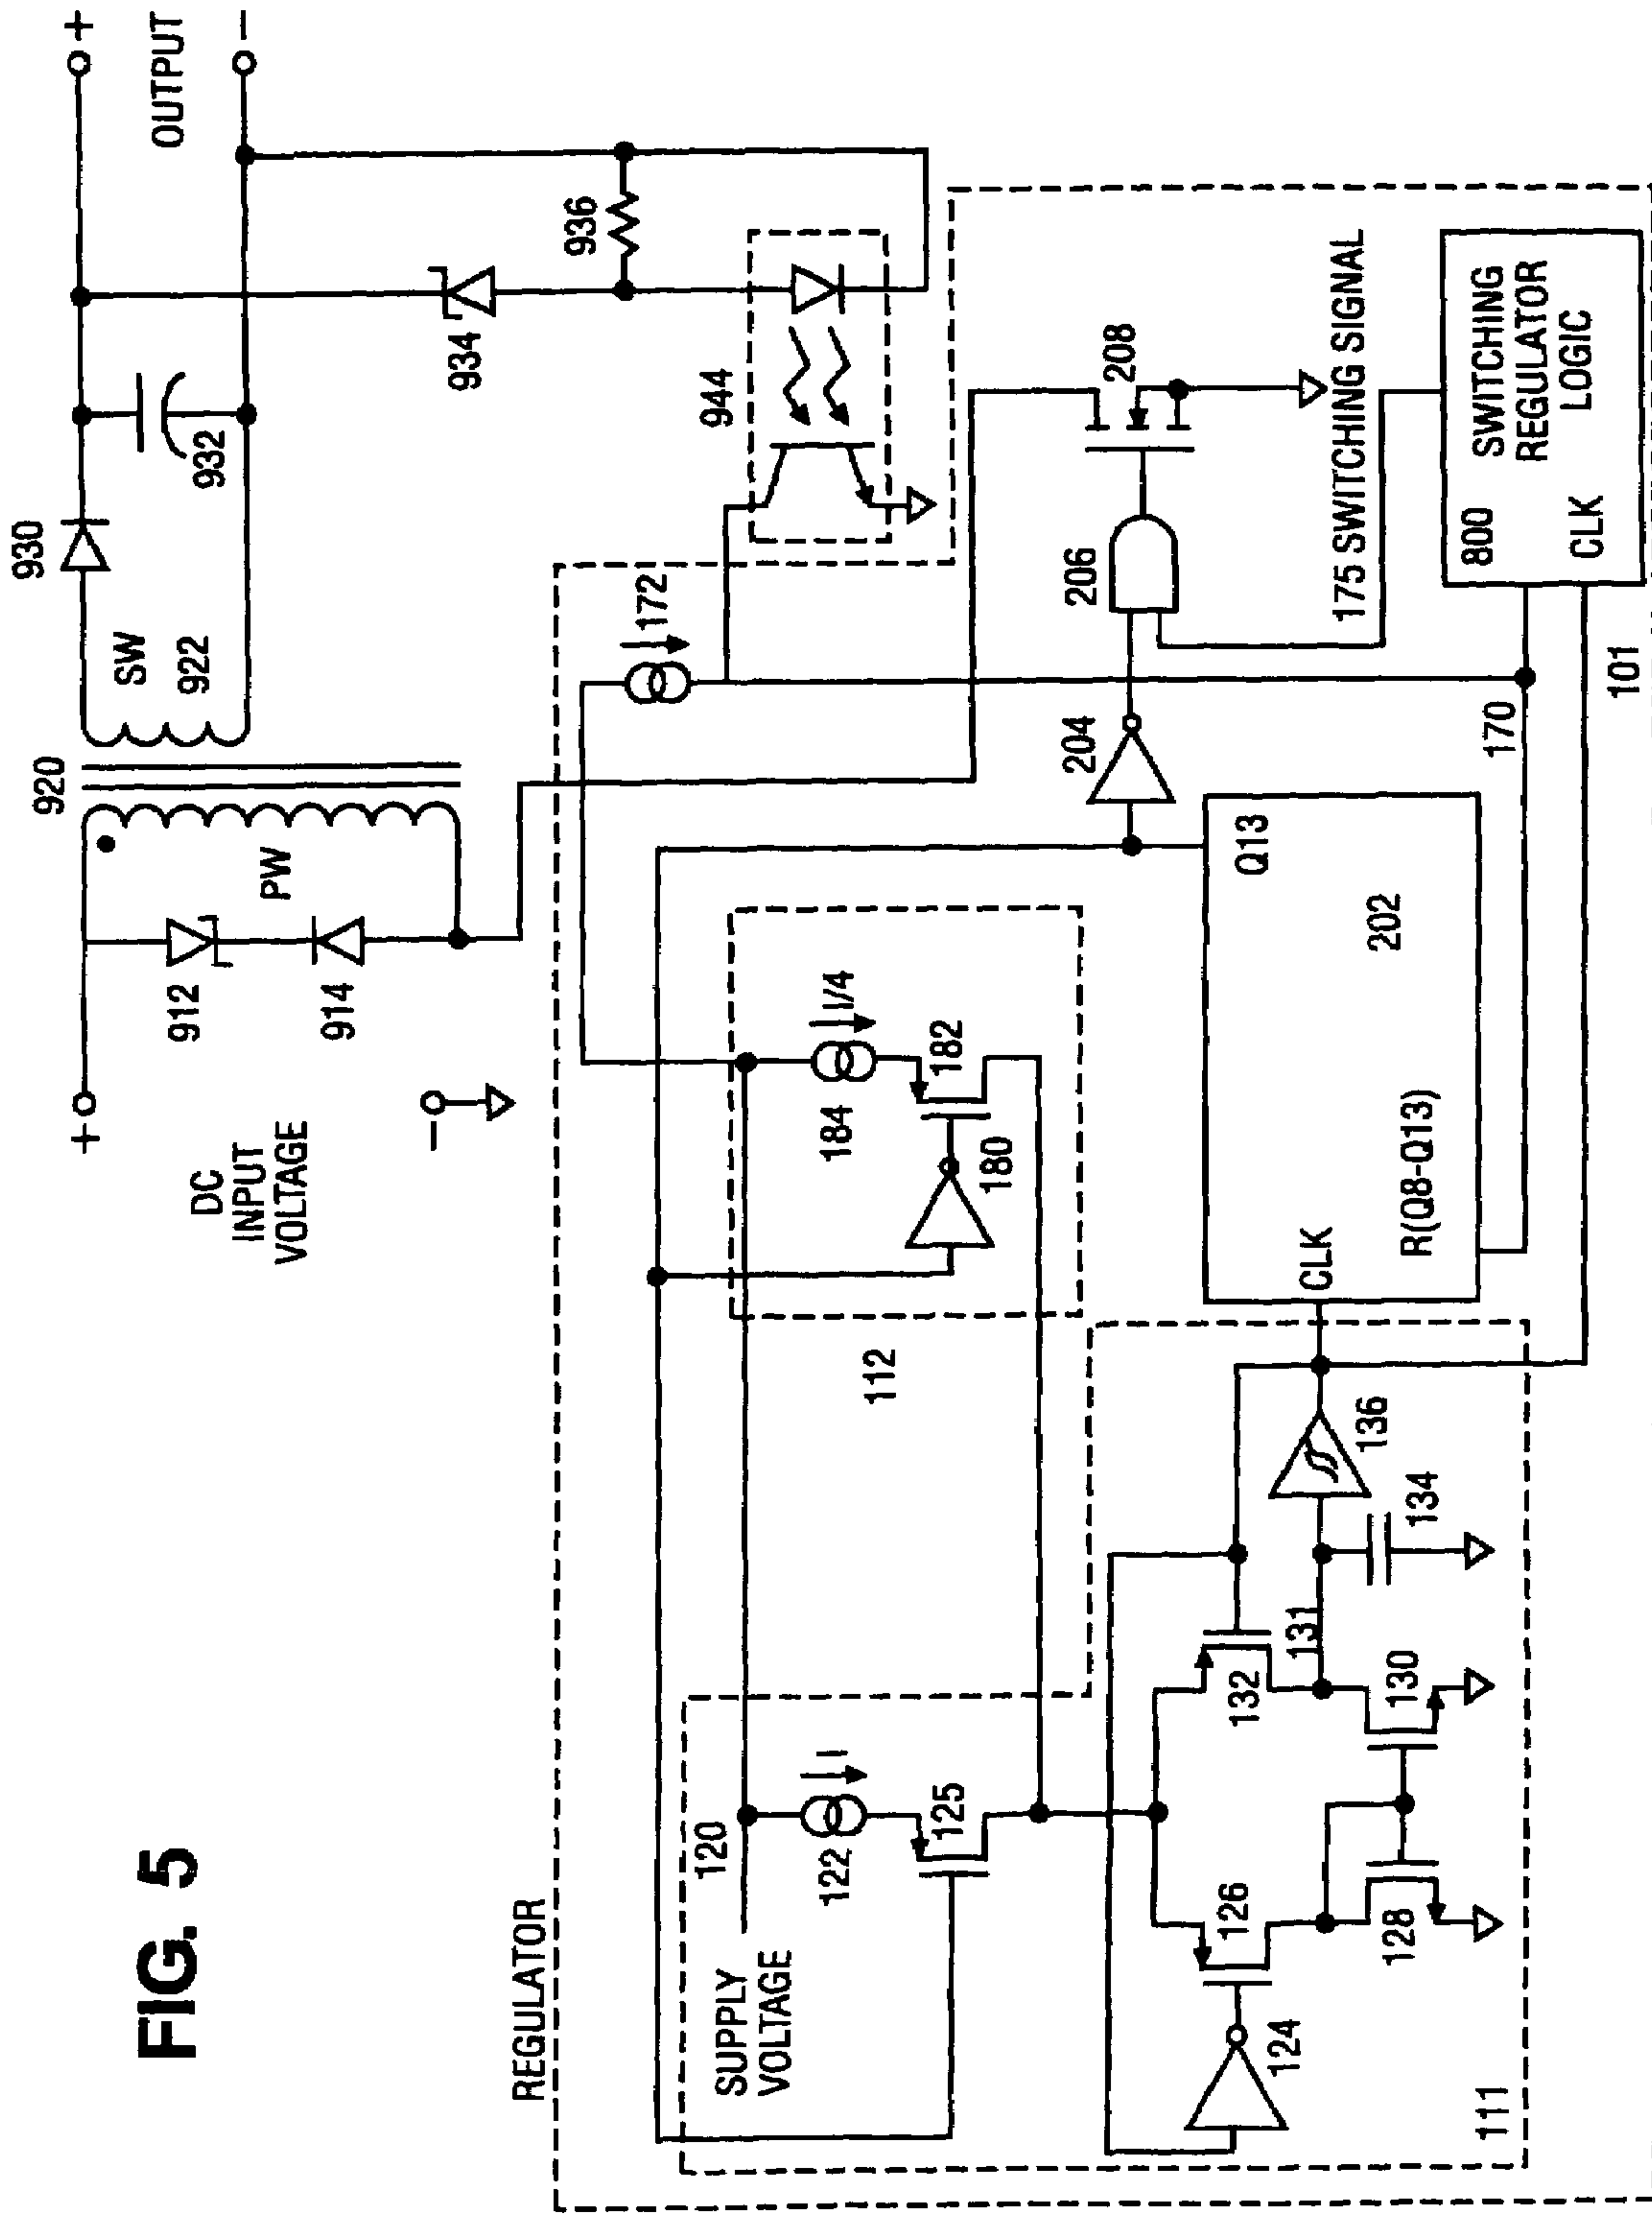 FIG. 5
+
DC
INPUT
VOLTAGE
-
912
914
PW
920
SW
922
930
932
+
OUTPUT
-
934
936
944
REGULATOR
SUPPLY
VOLTAGE
120
122
I
125
112
184
I/4
182
180
172
204
206
208
175 SWITCHING SIGNAL
Q13
202
CLK
R(Q8-Q13)
170
800
SWITCHING
REGULATOR
LOGIC
CLK
101
124
126
128
130
131
132
134
136
111